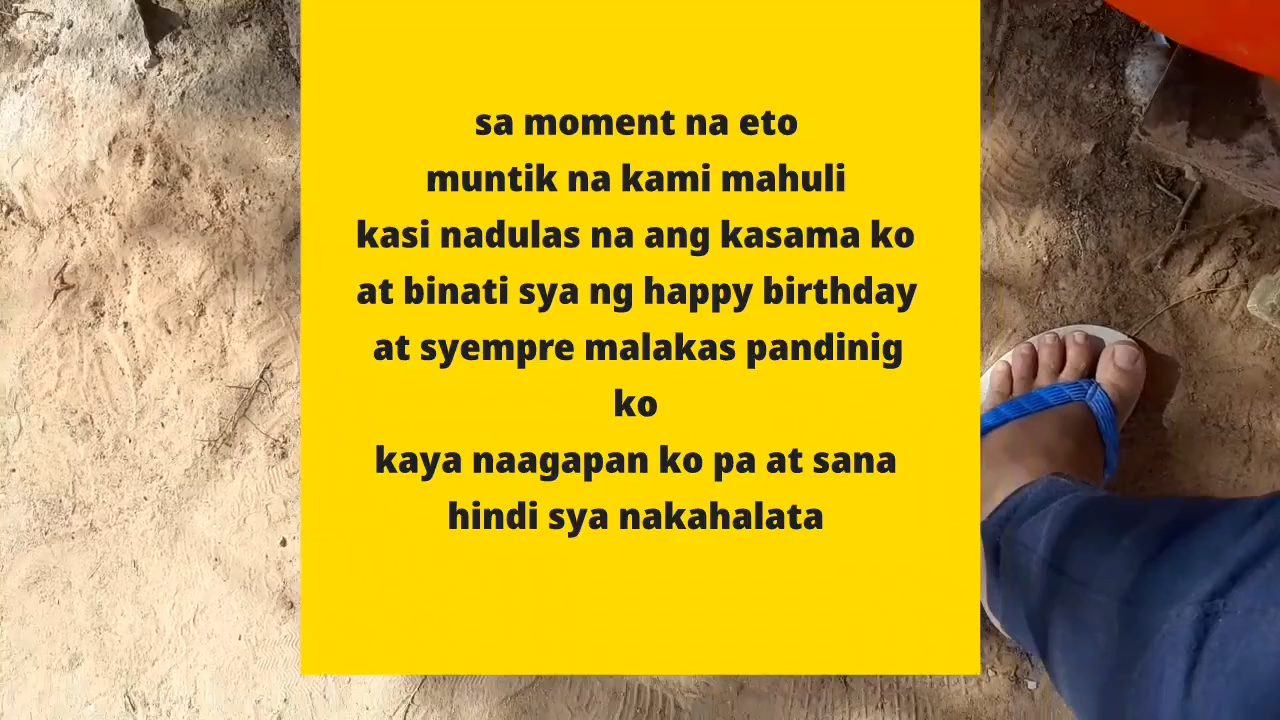 sa moment na eto
muntik na kami mahuli
kasi nadulas na ang kasama ko
at binati sya ng happy birthday
at syempre malakas pandinig
ko
kaya naagapan ko pa at sana
hindi sya nakahalata